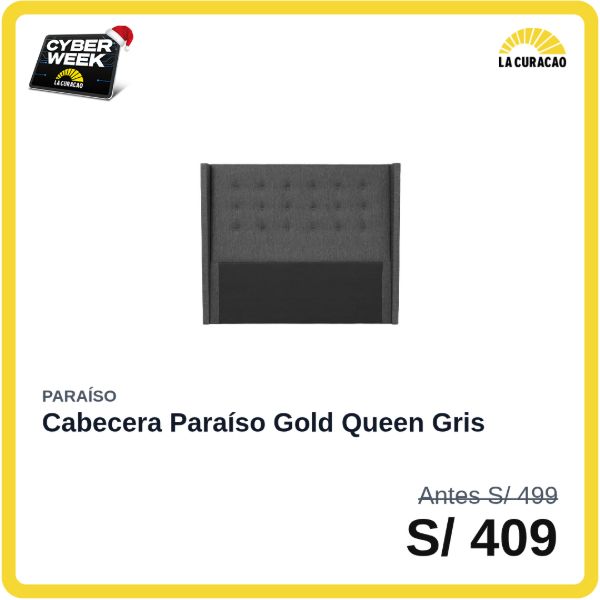 CYBER
WEEK
LA CURACAO
LA CURACAO
PARAÍSO
Cabecera Paraíso Gold Queen Gris
Antes S/ 499
S/ 409